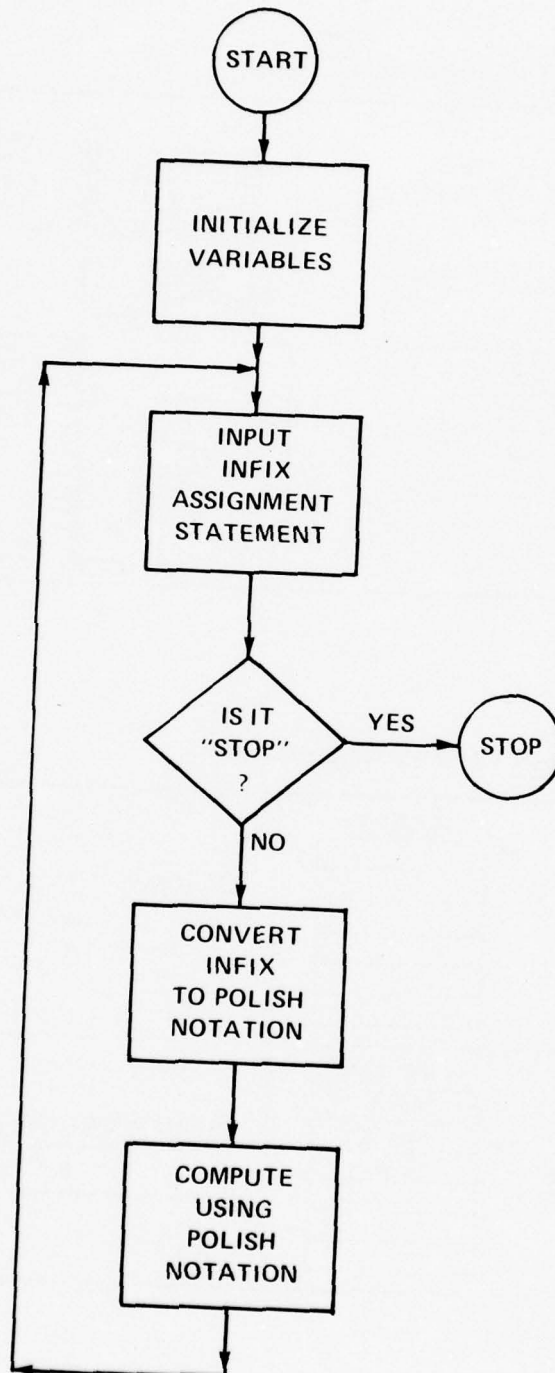 START
INITIALIZE
VARIABLES
INPUT
INFIX
ASSIGNMENT
STATEMENT
IS IT
"STOP"
?
YES
STOP
NO
CONVERT
INFIX
TO POLISH
NOTATION
COMPUTE
USING
POLISH
NOTATION